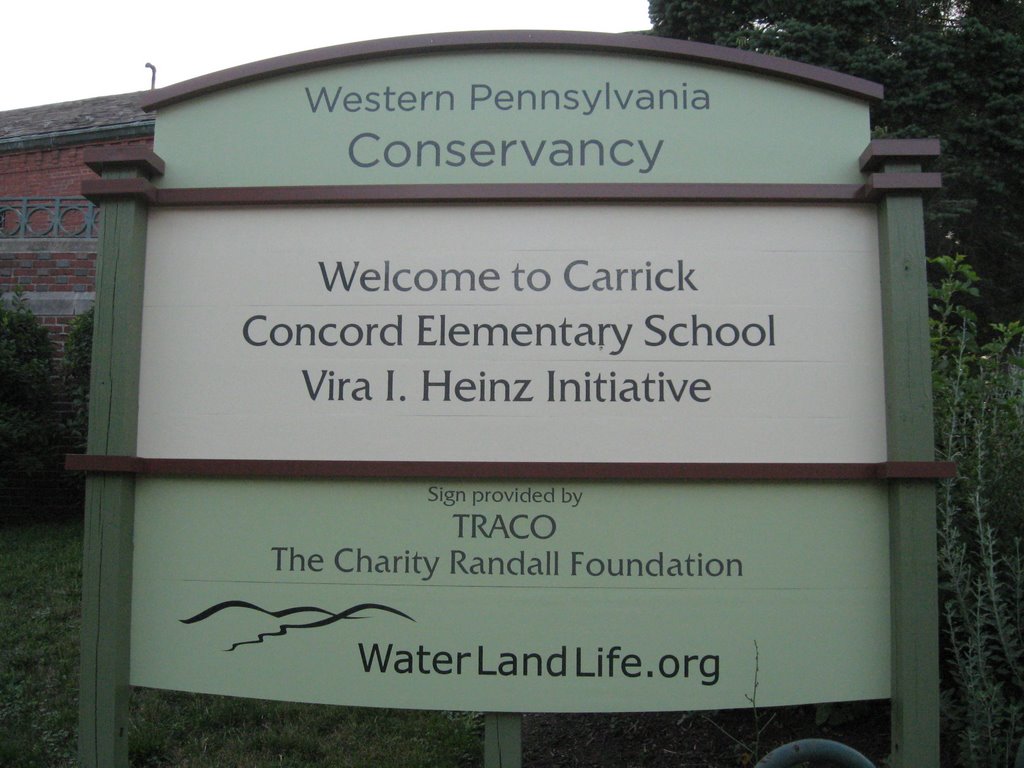 Western Pennsylvania
Conservancy
Welcome to Carrick
Concord Elementary School
Vira I. Heinz Initiative
Sign provided by
TRACO
The Charity Randall Foundation
WaterLandLife.org